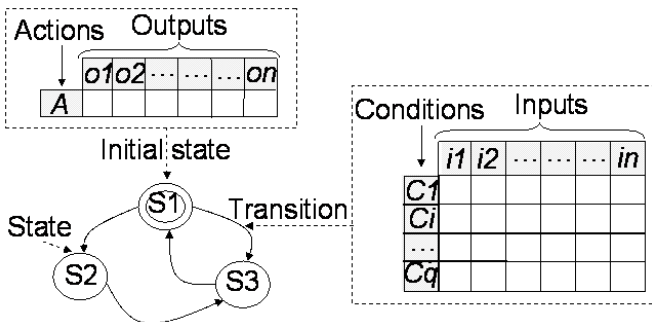 Actions
Outputs
o1 o2 ... ... ... on
A
Initial state
S1
State
S2
S3
Transition
Conditions
Inputs
i1 i2 ... ... ... in
C1
Ci
...
Cq